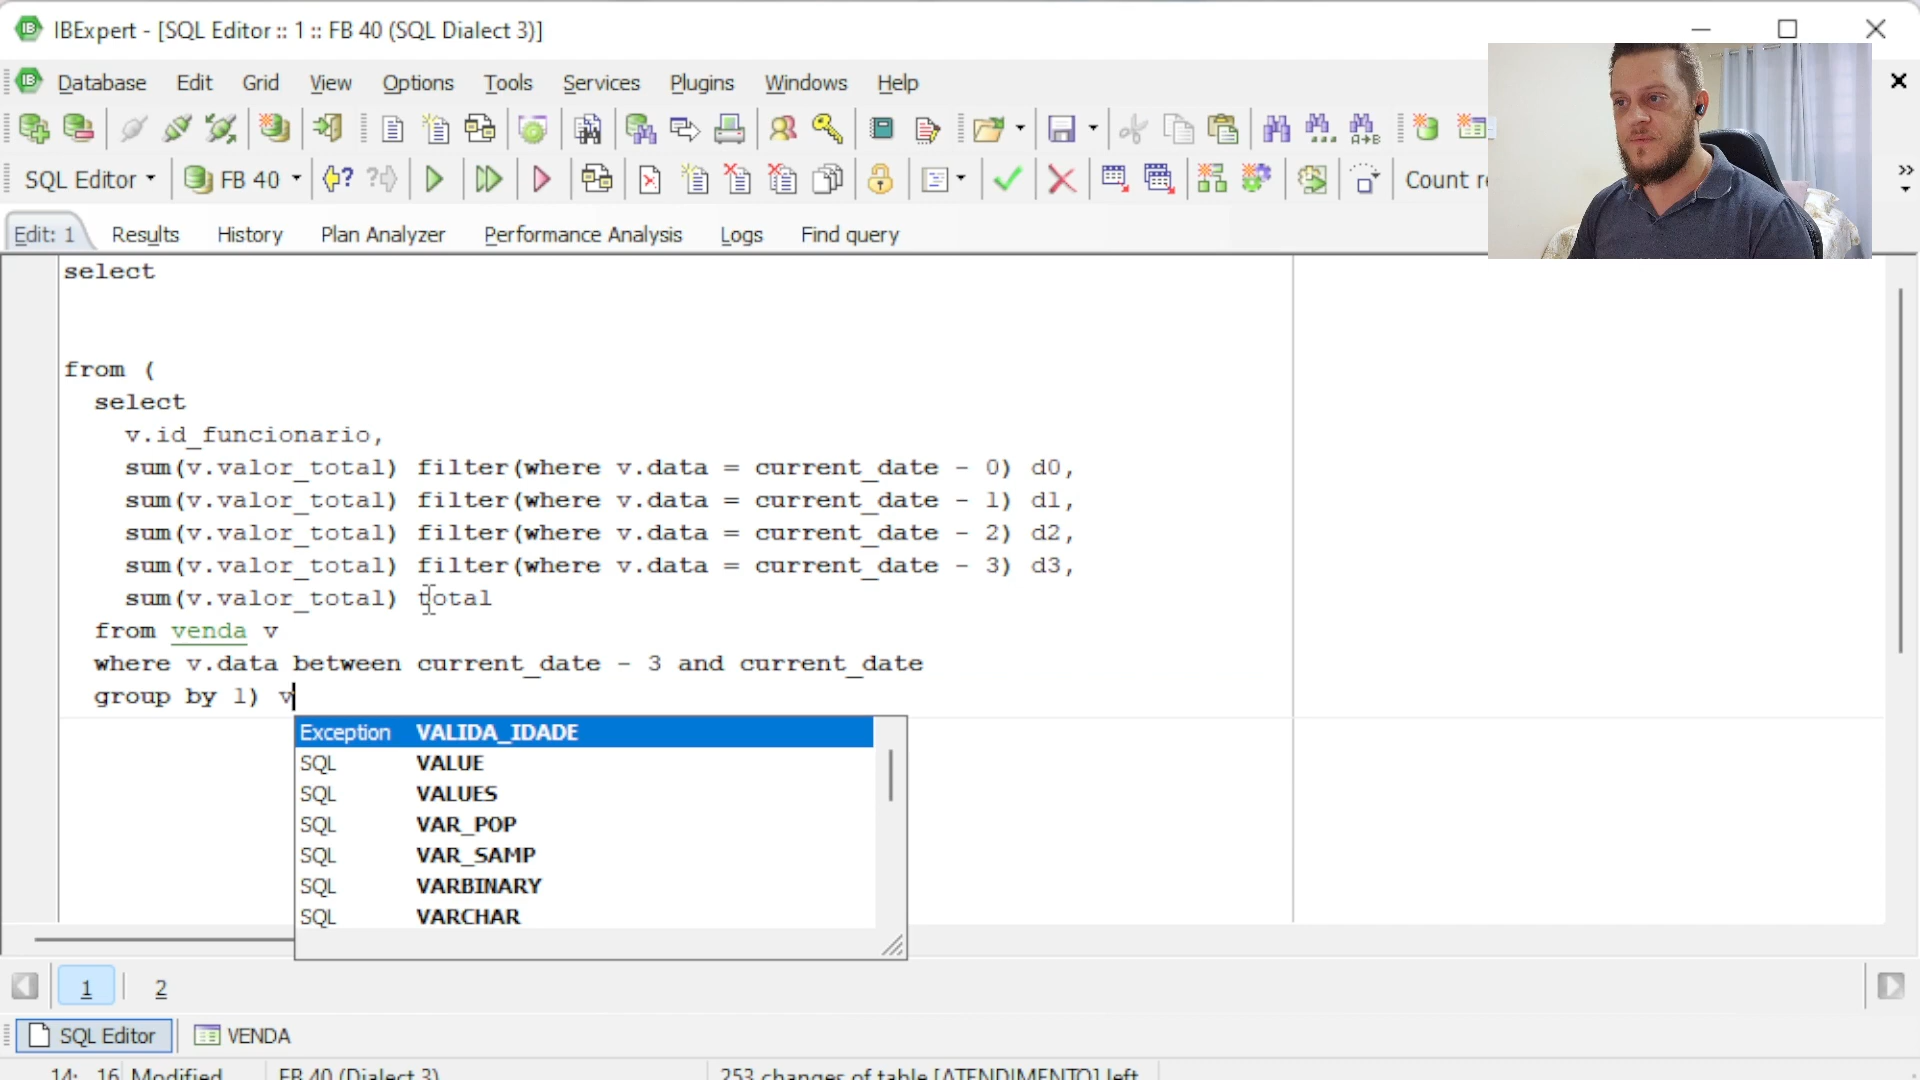 IBExpert - [SQL Editor :: 1 :: FB 40 (SQL Dialect 3)]
Database Edit Grid View Options Tools Services Plugins Windows Help
SQL Editor FB 40 Count
Edit: 1 Results History Plan Analyzer Performance Analysis Logs Find query
select
from (
select
v.id_funcionario,
sum(v.valor_total) filter(where v.data = current_date - 0) d0,
sum(v.valor_total) filter(where v.data = current_date - 1) d1,
sum(v.valor_total) filter(where v.data = current_date - 2) d2,
sum(v.valor_total) filter(where v.data = current_date - 3) d3,
sum(v.valor_total) total
from venda v
where v.data between current_date - 3 and current_date
group by 1) v
Exception VALIDA_IDADE
SQL VALUE
SQL VALUES
SQL VAR_POP
SQL VAR_SAMP
SQL VARBINARY
SQL VARCHAR
1 2
SQL Editor VENDA
14: 16 Modified FB 40 (Dialect 3) 253 changes of table [ATENDIMENTO] left